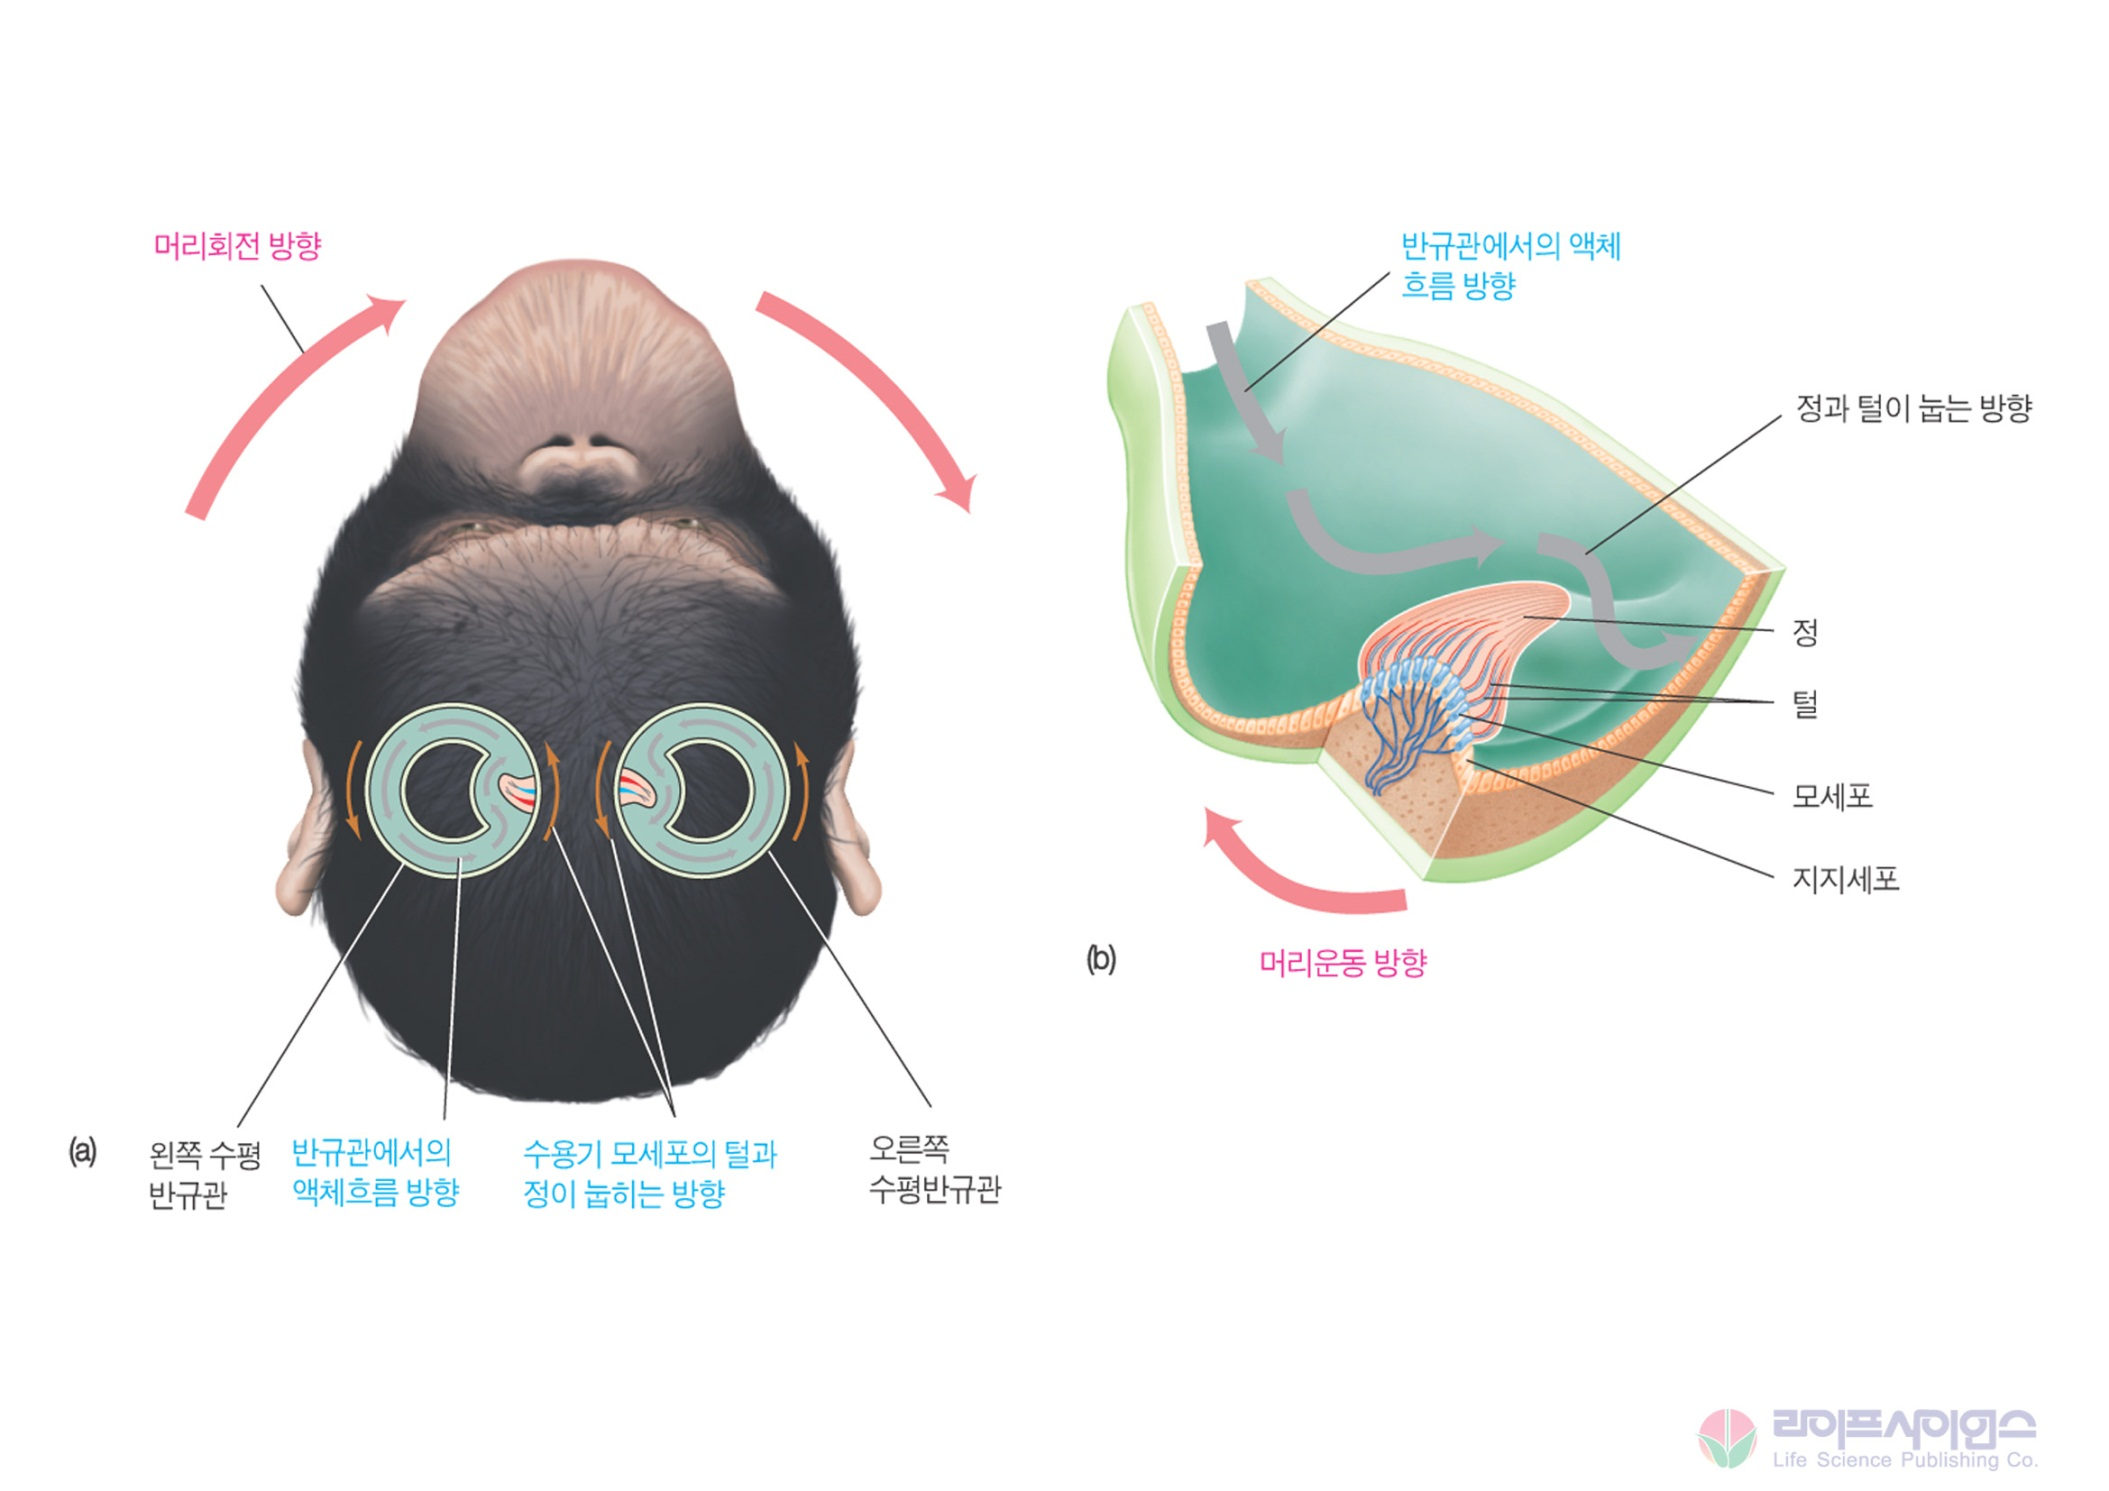 머리회전 방향
(a)
왼쪽 수평
반규관
반규관에서의
액체흐름 방향
수용기 모세포의 털과
정이 눕히는 방향
오른쪽
수평반규관
반규관에서의 액체
흐름 방향
정과 털이 눕는 방향
정
털
모세포
지지세포
(b)
머리운동 방향
라이프사이언스
Life Science Publishing Co.